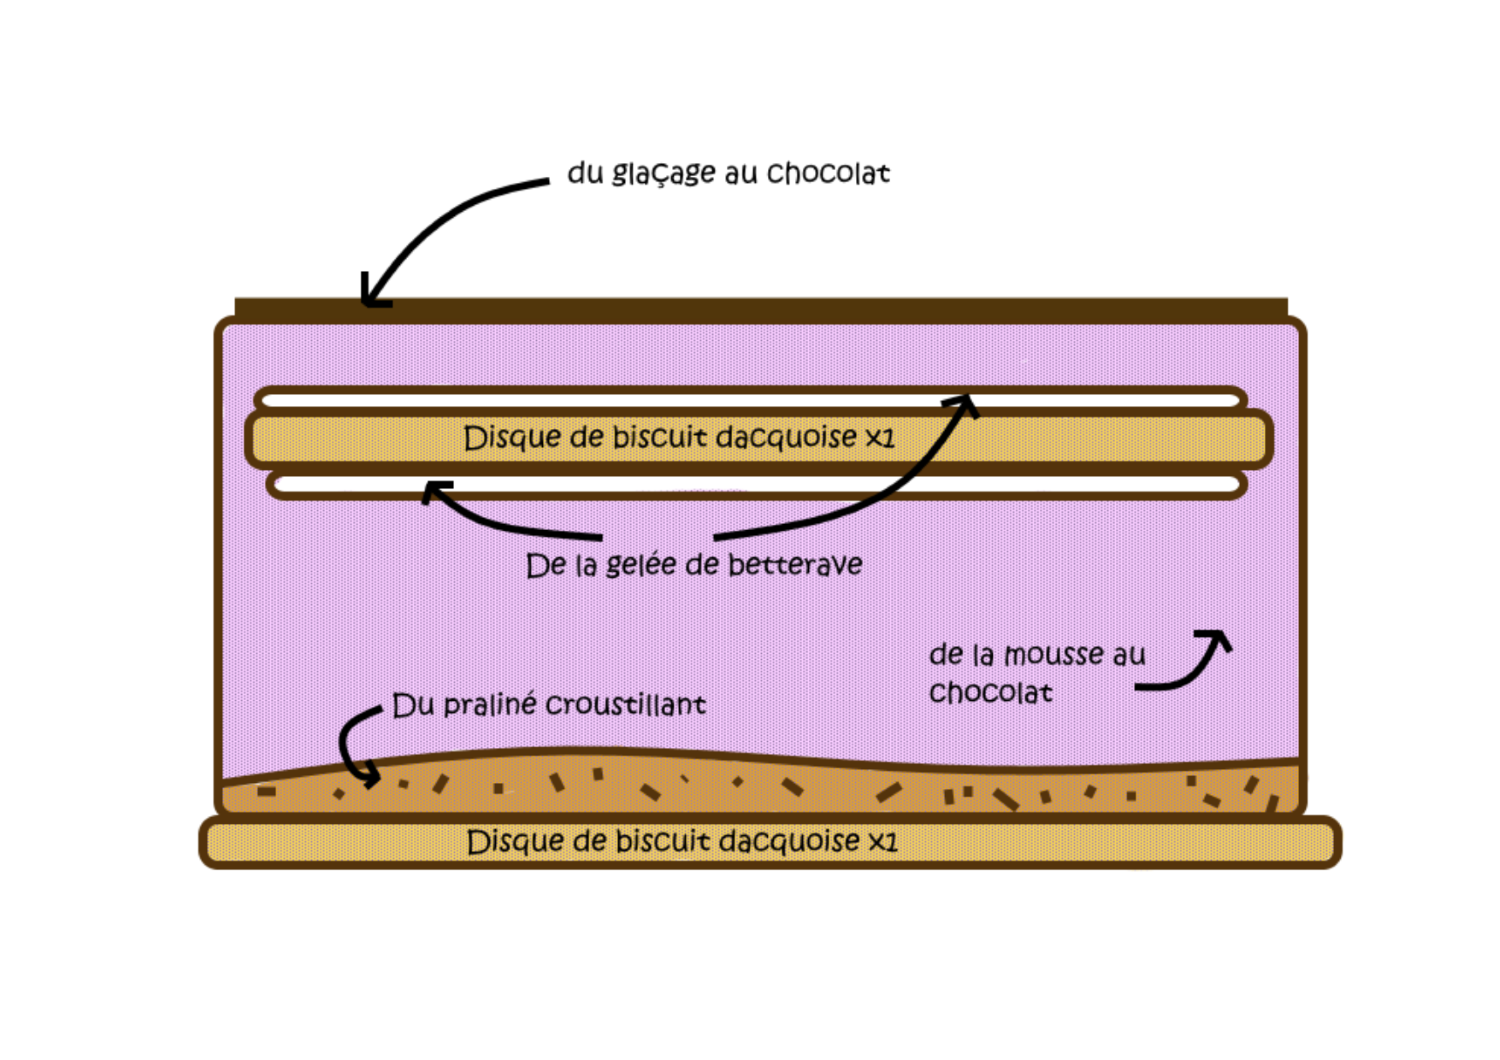 du glaçage au chocolat
Disque de biscuit dacquoise x1
De la gelée de betterave
de la mousse au
chocolat
Du praliné croustillant
Disque de biscuit dacquoise x1